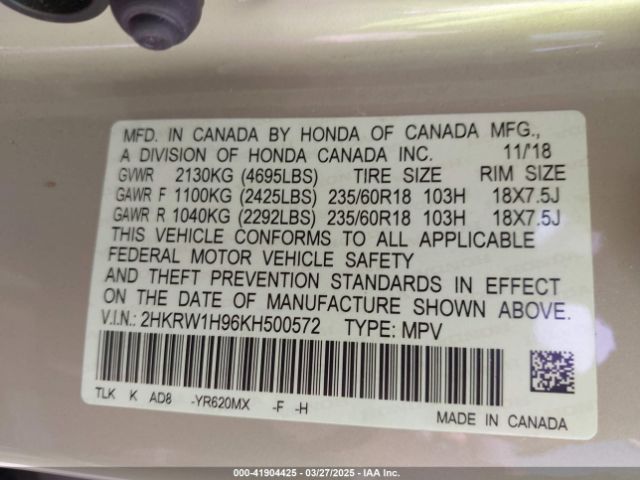 MFD. IN CANADA BY HONDA OF CANADA MFG.,
A DIVISION OF HONDA CANADA INC. 11/'18
GVWR 2130KG (4695LBS) TIRE SIZE RIM SIZE
GAWR F 1100KG (2425LBS) 235/60R18 103H 18X7.5J
GAWR R 1040KG (2292LBS) 235/60R18 103H 18X7.5J
THIS VEHICLE CONFORMS TO ALL APPLICABLE
FEDERAL MOTOR VEHICLE SAFETY
AND THEFT PREVENTION STANDARDS IN EFFECT
ON THE DATE OF MANUFACTURE SHOWN ABOVE.
V.I.N.: 2HKRW1H96KH500572 TYPE: MPV
TLK K AD8 -YR620MX -F -H
MADE IN CANADA
000-41904425 - 03/27/2025 - IAA Inc.